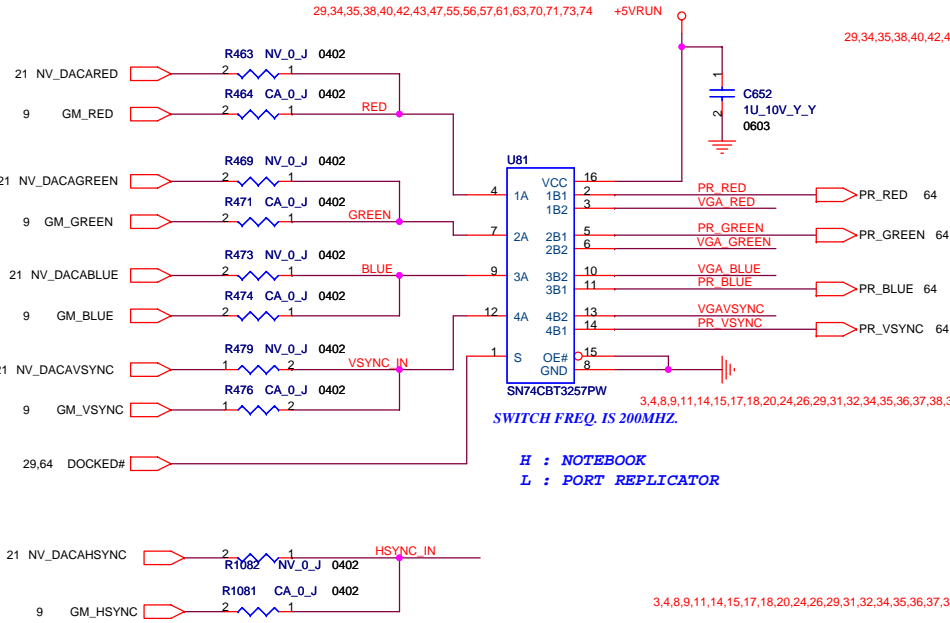 29,34,35,38,40,42,43,47,55,56,57,61,63,70,71,73,74 +5VRUN
29,34,35,38,40,42,4
R463 NV_0_J 0402
21 NV_DACARED 2 1
R464 CA_0_J 0402
9 GM_RED 2 1 RED
1
2
C652
1U_10V_Y_Y
0603
R469 NV_0_J 0402
21 NV_DACAGREEN 2 1
R471 CA_0_J 0402
9 GM_GREEN 2 1 GREEN
R473 NV_0_J 0402
21 NV_DACABLUE 2 1 BLUE
R474 CA_0_J 0402
9 GM_BLUE 2 1
R479 NV_0_J 0402
21 NV_DACAVSYNC 1 2 VSYNC_IN
R476 CA_0_J 0402
9 GM_VSYNC 1 2
29,64 DOCKED#
U81
VCC 16
4 1A 1B1 2 PR_RED PR_RED 64
1B2 3 VGA_RED
7 2A 2B1 5 PR_GREEN PR_GREEN 64
2B2 6 VGA_GREEN
9 3A 3B2 10 VGA_BLUE
3B1 11 PR_BLUE PR_BLUE 64
12 4A 4B2 13 VGAVSYNC
4B1 14 PR_VSYNC PR_VSYNC 64
1 S OE# 15
GND 8
SN74CBT3257PW
3,4,8,9,11,14,15,17,18,20,24,26,29,31,32,34,35,36,37,38,3
SWITCH FREQ. IS 200MHZ.
H : NOTEBOOK
L : PORT REPLICATOR
21 NV_DACAHSYNC 2 1 HSYNC_IN
R1082 NV_0_J 0402
R1081 CA_0_J 0402
9 GM_HSYNC 2 1
3,4,8,9,11,14,15,17,18,20,24,26,29,31,32,34,35,36,37,3